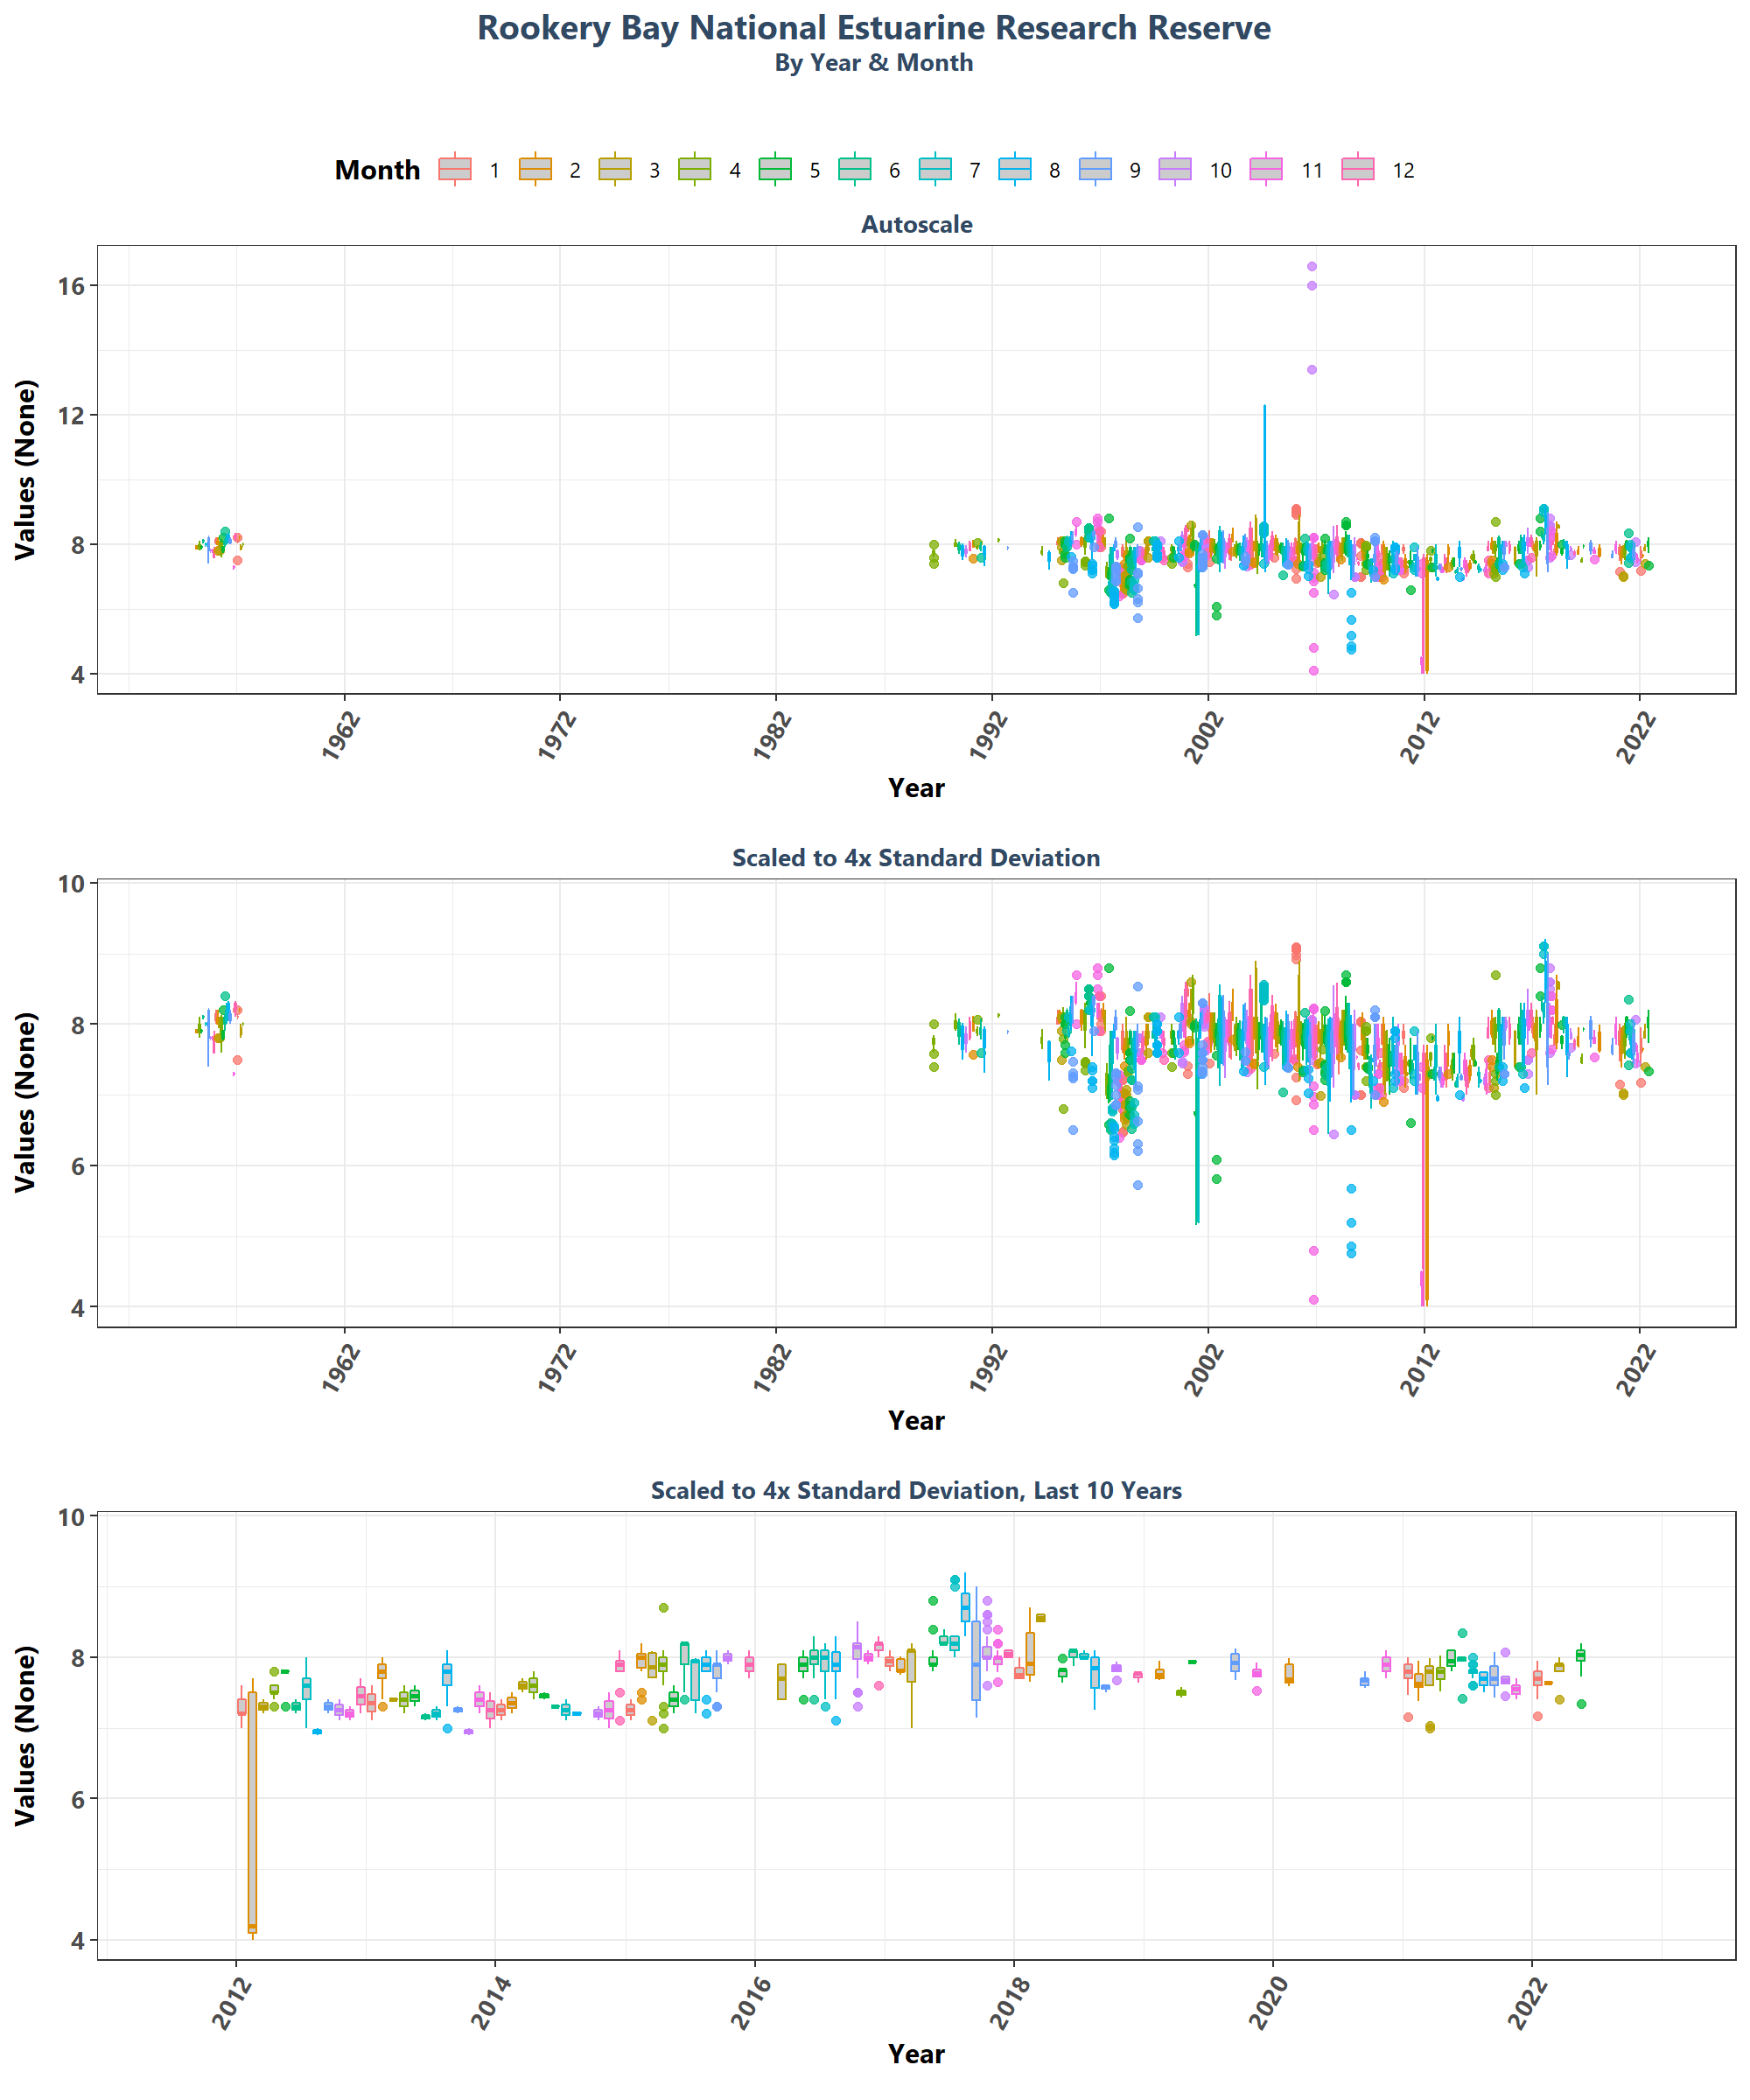 Rookery Bay National Estuarine Research Reserve
By Year & Month
Month 1 2 3 4 5 6 7 8 9 10 11 12
Autoscale
Values (None)
16
12
8
4
1962 1972 1982 1992 2002 2012 2022
Year
Scaled to 4x Standard Deviation
Values (None)
10
8
6
4
1962 1972 1982 1992 2002 2012 2022
Year
Scaled to 4x Standard Deviation, Last 10 Years
Values (None)
10
8
6
4
2012 2014 2016 2018 2020 2022
Year